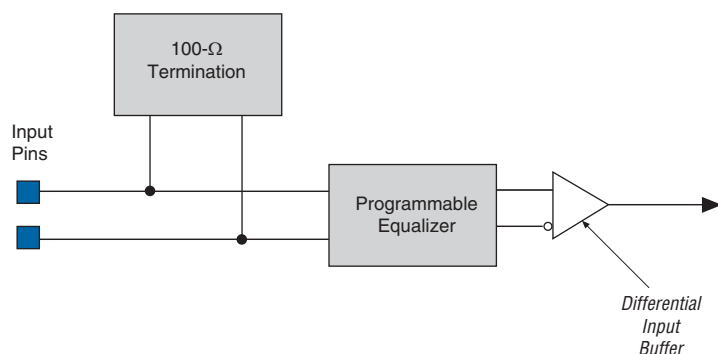 100-Ω
Termination
Input
Pins
Programmable
Equalizer
Differential
Input
Buffer